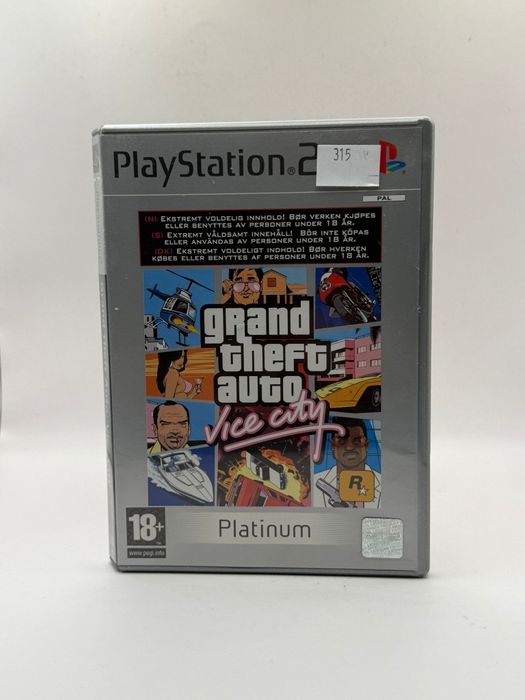 PlayStation®2
315
PAL
(N) EKSTREMT VOLDELIG INNHOLD! BØR VERKEN KJØPES
ELLER BENYTTES AV PERSONER UNDER 18 ÅR.
(S) EXTREMT VÅLDSAMT INNEHÅLL! BÖR INTE KÖPAS
ELLER ANVÄNDAS AV PERSONER UNDER 18 ÅR.
(DK) EKSTREMT VOLDELIGT INDHOLD! BØR HVERKEN
KØBES ELLER BENYTTES AF PERSONER UNDER 18 ÅR.
grand
theft
auto
Vice City
R
18+
www.pegi.info
Platinum